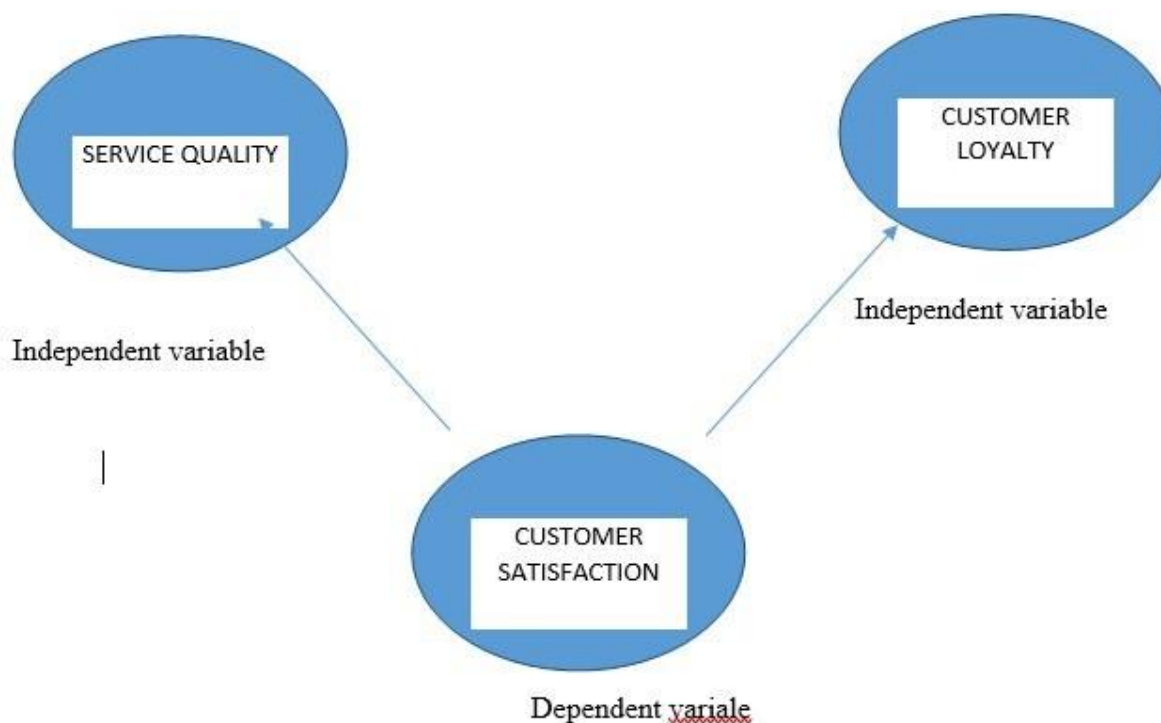 SERVICE QUALITY
CUSTOMER
LOYALTY
Independent variable
Independent variable
CUSTOMER
SATISFACTION
Dependent variale